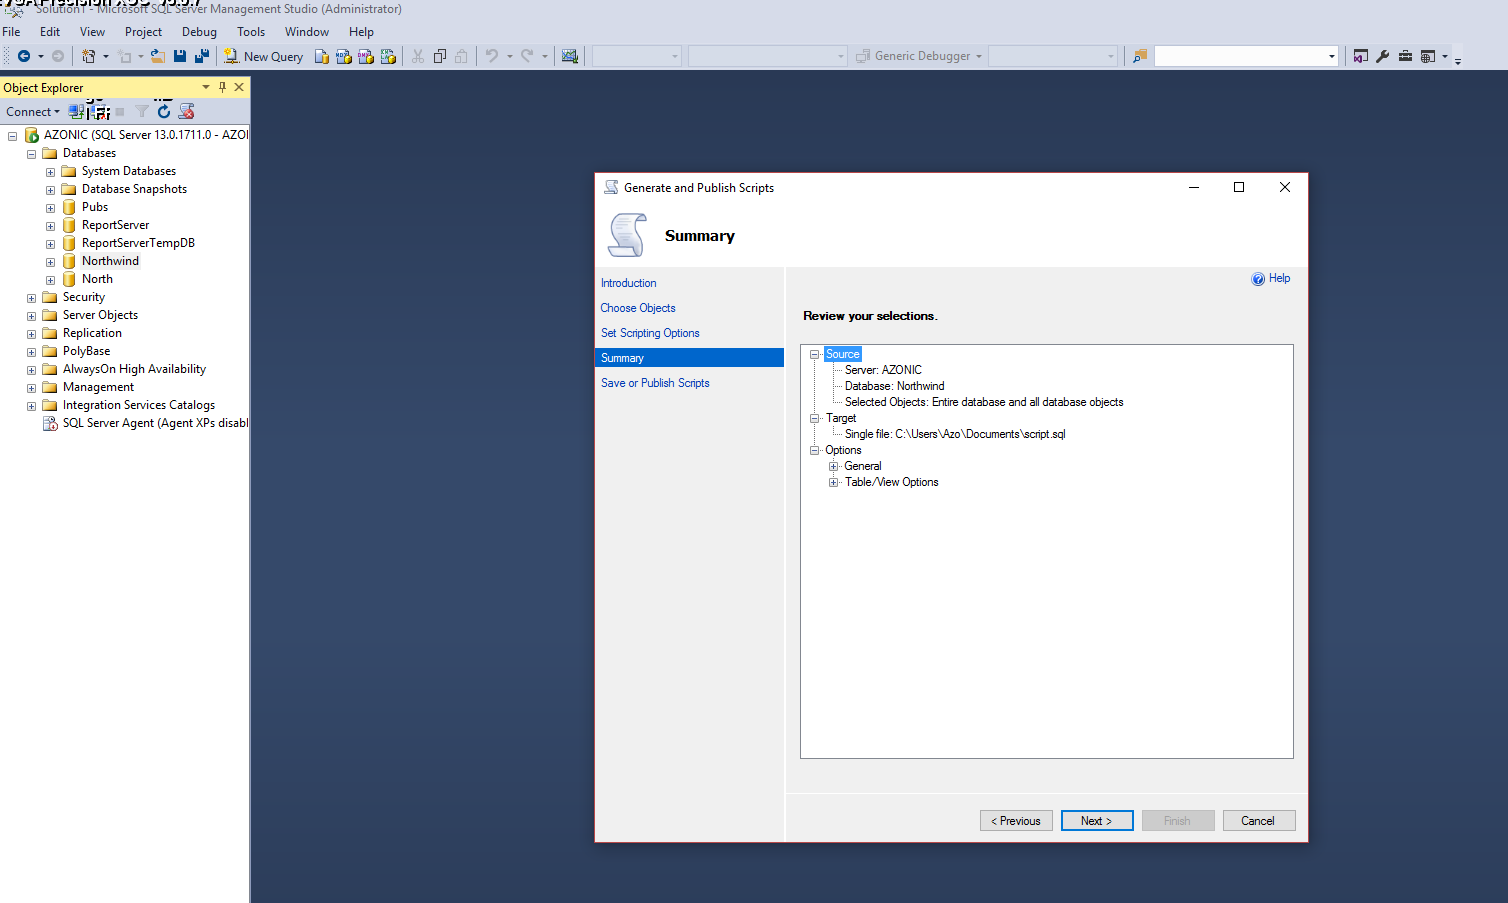 Solution1 - Microsoft SQL Server Management Studio (Administrator)
File Edit View Project Debug Tools Window Help
New Query
Generic Debugger
Object Explorer
Connect
AZONIC (SQL Server 13.0.1711.0 - AZO
Databases
System Databases
Database Snapshots
Pubs
ReportServer
ReportServerTempDB
Northwind
North
Security
Server Objects
Replication
PolyBase
AlwaysOn High Availability
Management
Integration Services Catalogs
SQL Server Agent (Agent XPs disabl
Generate and Publish Scripts
Summary
Introduction
Choose Objects
Set Scripting Options
Summary
Save or Publish Scripts
Help
Review your selections.
Source
Server: AZONIC
Database: Northwind
Selected Objects: Entire database and all database objects
Target
Single file: C:\Users\Azo\Documents\script.sql
Options
General
Table/View Options
< Previous Next > Finish Cancel